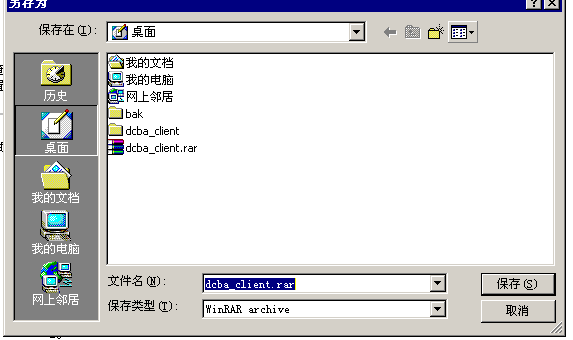 另存为
保存在(I):
桌面
历史
桌面
我的文档
我的电脑
网上邻居
我的文档
我的电脑
网上邻居
bak
dcba_client
dcba_client.rar
文件名(N):
dcba_client.rar
保存(S)
保存类型(T):
WinRAR archive
取消